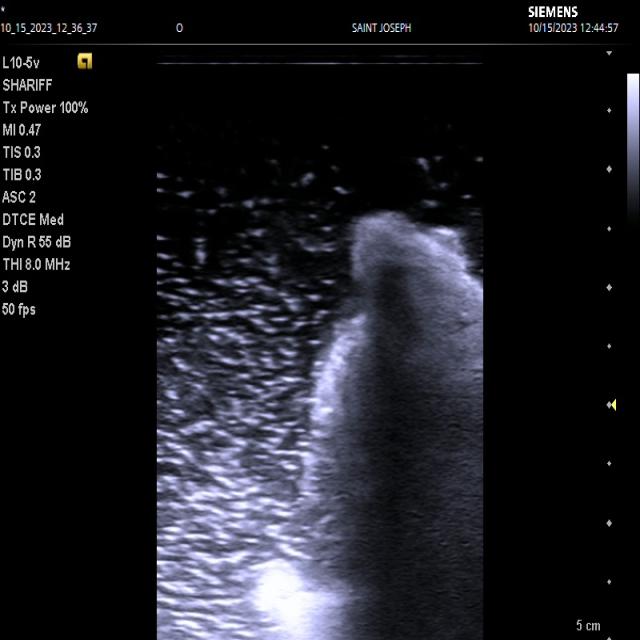 *
SIEMENS
10_15_2023_12_36_37 O SAINT JOSEPH 10/15/2023 12:44:57
L10-5v
SHARIFF
Tx Power 100%
MI 0.47
TIS 0.3
TIB 0.3
ASC 2
DTCE Med
Dyn R 55 dB
THI 8.0 MHz
3 dB
50 fps
5 cm